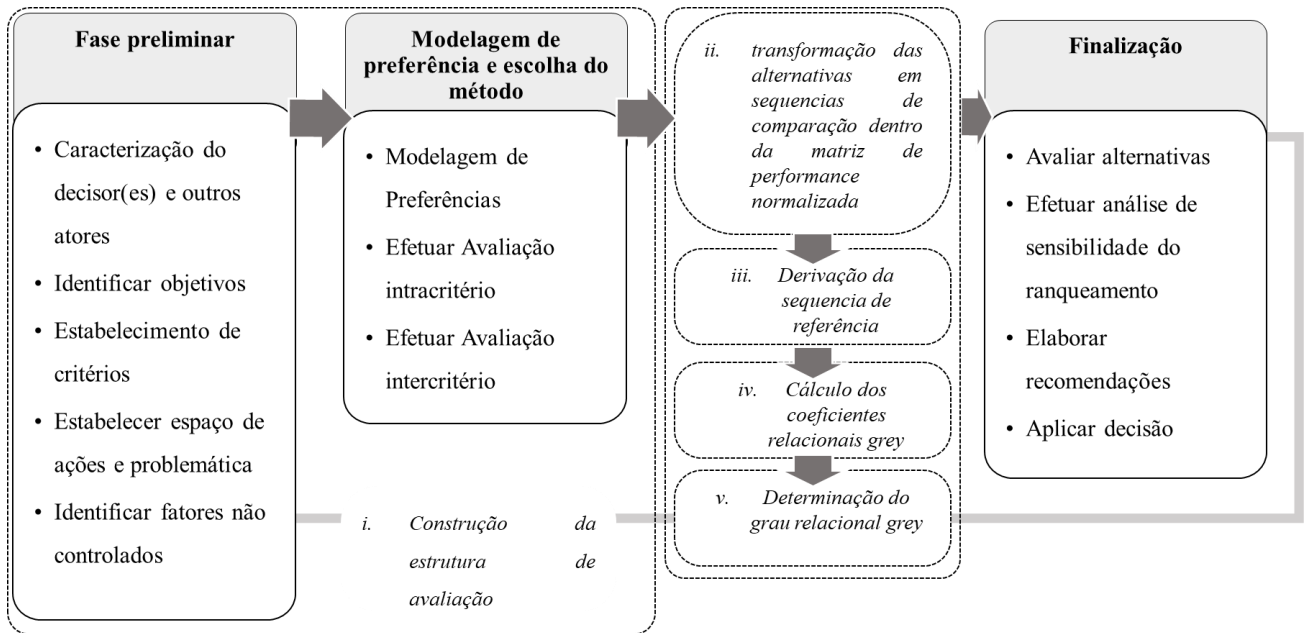 Fase preliminar
• Caracterização do
decisor(es) e outros
atores
• Identificar objetivos
• Estabelecimento de
critérios
• Estabelecer espaço de
ações e problemática
• Identificar fatores não
controlados
Modelagem de
preferência e escolha do
método
• Modelagem de
Preferências
• Efetuar Avaliação
intracritério
• Efetuar Avaliação
intercritério
i. Construção da
estrutura de
avaliação
ii. transformação das
alternativas em
sequencias de
comparação dentro
da matriz de
performance
normalizada
iii. Derivação da
sequencia de
referência
iv. Cálculo dos
coeficientes
relacionais grey
v. Determinação do
grau relacional grey
Finalização
• Avaliar alternativas
• Efetuar análise de
sensibilidade do
ranqueamento
• Elaborar
recomendações
• Aplicar decisão